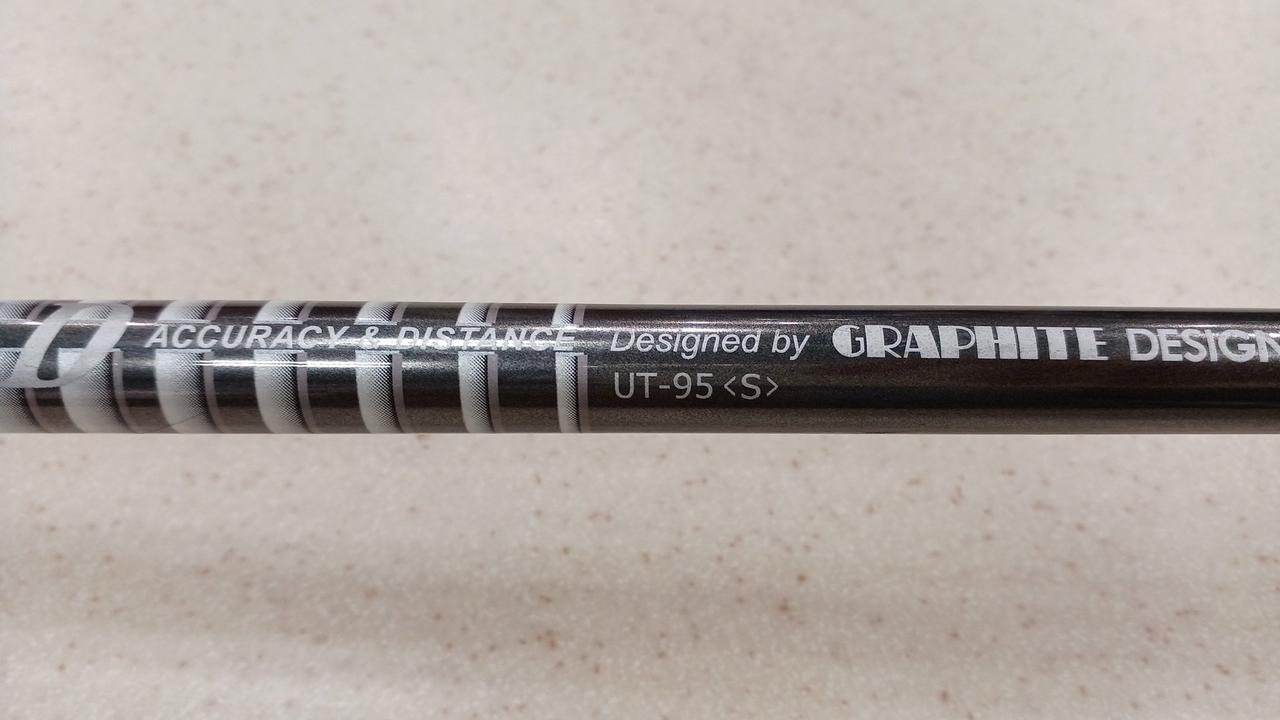 D ACCURACY & DISTANCE Designed by GRAPHITE DESIGN
UT-95<S>